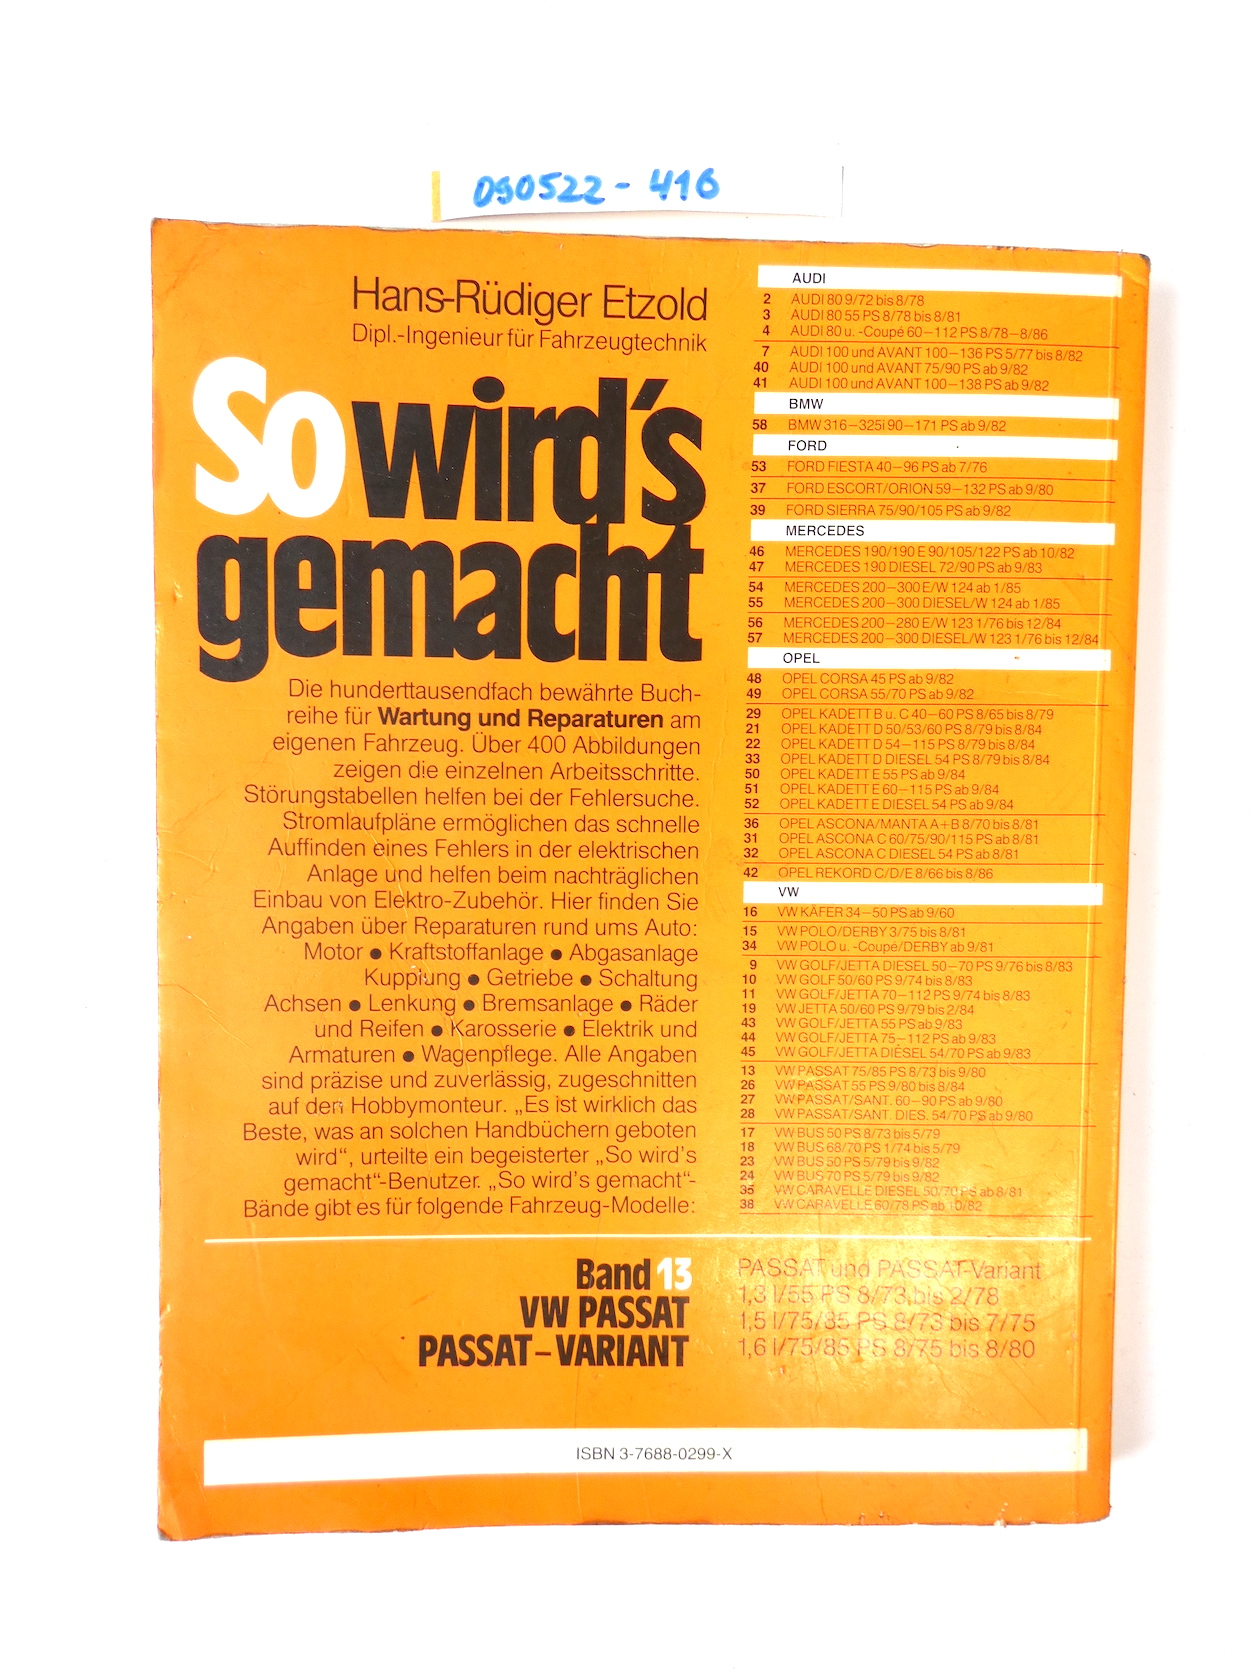 090522-416
Hans-Rüdiger Etzold
Dipl.-Ingenieur für Fahrzeugtechnik
So wird's
gemacht
Die hunderttausendfach bewährte Buch-
reihe für Wartung und Reparaturen am
eigenen Fahrzeug. Über 400 Abbildungen
zeigen die einzelnen Arbeitsschritte.
Störungstabellen helfen bei der Fehlersuche.
Stromlaufpläne ermöglichen das schnelle
Auffinden eines Fehlers in der elektrischen
Anlage und helfen beim nachträglichen
Einbau von Elektro-Zubehör. Hier finden Sie
Angaben über Reparaturen rund ums Auto:
Motor ● Kraftstoffanlage ● Abgasanlage
Kupplung ● Getriebe ● Schaltung
Achsen ● Lenkung ● Bremsanlage ● Räder
und Reifen ● Karosserie ● Elektrik und
Armaturen ● Wagenpflege. Alle Angaben
sind präzise und zuverlässig, zugeschnitten
auf den Hobbymonteur. „Es ist wirklich das
Beste, was an solchen Handbüchern geboten
wird“, urteilte ein begeisterter „So wird's
gemacht“-Benutzer. „So wird's gemacht“-
Bände gibt es für folgende Fahrzeug-Modelle:
AUDI
2 AUDI 80 9/72 bis 8/78
3 AUDI 80 55 PS 8/78 bis 8/81
4 AUDI 80 u. -Coupé 60–112 PS 8/78–8/86
7 AUDI 100 und AVANT 100–136 PS 5/77 bis 8/82
40 AUDI 100 und AVANT 75/90 PS ab 9/82
41 AUDI 100 und AVANT 100–138 PS ab 9/82
BMW
58 BMW 316–325i 90–171 PS ab 9/82
FORD
53 FORD FIESTA 40–96 PS ab 7/76
37 FORD ESCORT/ORION 59–132 PS ab 9/80
39 FORD SIERRA 75/90/105 PS ab 9/82
MERCEDES
46 MERCEDES 190/190 E 90/105/122 PS ab 10/82
47 MERCEDES 190 DIESEL 72/90 PS ab 9/83
54 MERCEDES 200–300 E/W 124 ab 1/85
55 MERCEDES 200–300 DIESEL/W 124 ab 1/85
56 MERCEDES 200–280 E/W 123 1/76 bis 12/84
57 MERCEDES 200–300 DIESEL/W 123 1/76 bis 12/84
OPEL
48 OPEL CORSA 45 PS ab 9/82
49 OPEL CORSA 55/70 PS ab 9/82
29 OPEL KADETT B u. C 40–60 PS 8/65 bis 8/79
21 OPEL KADETT D 50/53/60 PS 8/79 bis 8/84
22 OPEL KADETT D 54–115 PS 8/79 bis 8/84
33 OPEL KADETT D DIESEL 54 PS 8/79 bis 8/84
50 OPEL KADETT E 55 PS ab 9/84
51 OPEL KADETT E 60–115 PS ab 9/84
52 OPEL KADETT E DIESEL 54 PS ab 9/84
36 OPEL ASCONA/MANTA A+B 8/70 bis 8/81
31 OPEL ASCONA C 60/75/90/115 PS ab 8/81
32 OPEL ASCONA C DIESEL 54 PS ab 8/81
42 OPEL REKORD C/D/E 8/66 bis 8/86
VW
16 VW KÄFER 34–50 PS ab 9/60
15 VW POLO/DERBY 3/75 bis 8/81
34 VW POLO u. -Coupé/DERBY ab 9/81
9 VW GOLF/JETTA DIESEL 50–70 PS 9/76 bis 8/83
10 VW GOLF 50/60 PS 9/74 bis 8/83
11 VW GOLF/JETTA 70–112 PS 9/74 bis 8/83
19 VW JETTA 50/60 PS 9/79 bis 2/84
43 VW GOLF/JETTA 55 PS ab 9/83
44 VW GOLF/JETTA 75–112 PS ab 9/83
45 VW GOLF/JETTA DIESEL 54/70 PS ab 9/83
13 VW PASSAT 75/85 PS 8/73 bis 9/80
26 VW PASSAT 55 PS 9/80 bis 8/84
27 VW PASSAT/SANT. 60–90 PS ab 9/80
28 VW PASSAT/SANT. DIES. 54/70 PS ab 9/80
17 VW BUS 50 PS 8/73 bis 5/79
18 VW BUS 68/70 PS 1/74 bis 5/79
23 VW BUS 50 PS 5/79 bis 9/82
24 VW BUS 70 PS 5/79 bis 9/82
35 VW CARAVELLE DIESEL 50/70 PS ab 8/81
38 VW CARAVELLE 60/78 PS ab 10/82
Band 13
VW PASSAT
PASSAT–VARIANT
PASSAT und PASSAT-Variant
1,3 l/55 PS 8/73 bis 2/78
1,5 l/75/85 PS 8/73 bis 7/75
1,6 l/75/85 PS 8/75 bis 8/80
ISBN 3-7688-0299-X